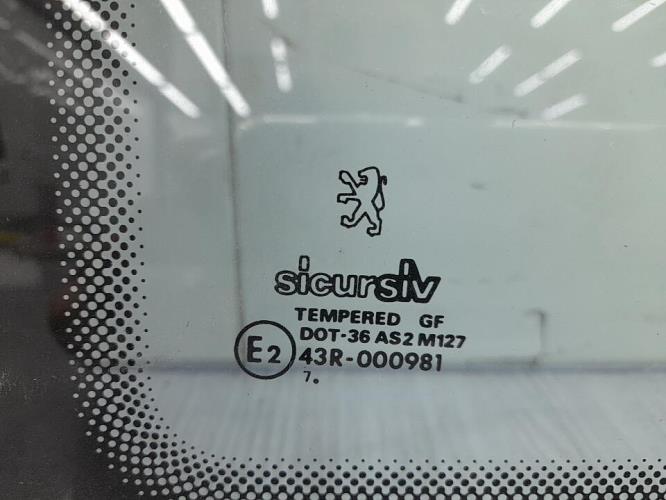 sicursiv
TEMPERED GF
DOT-36 AS2 M127
E2 43R-000981
7.